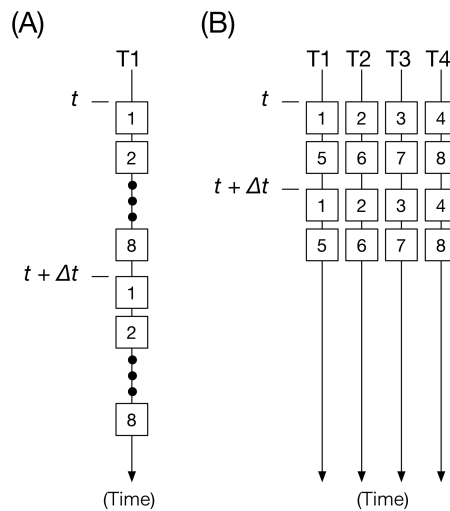 (A)
T1
t
1
2
8
t + Δt
1
2
8
(Time)
(B)
T1 T2 T3 T4
t
1 2 3 4
5 6 7 8
t + Δt
1 2 3 4
5 6 7 8
(Time)